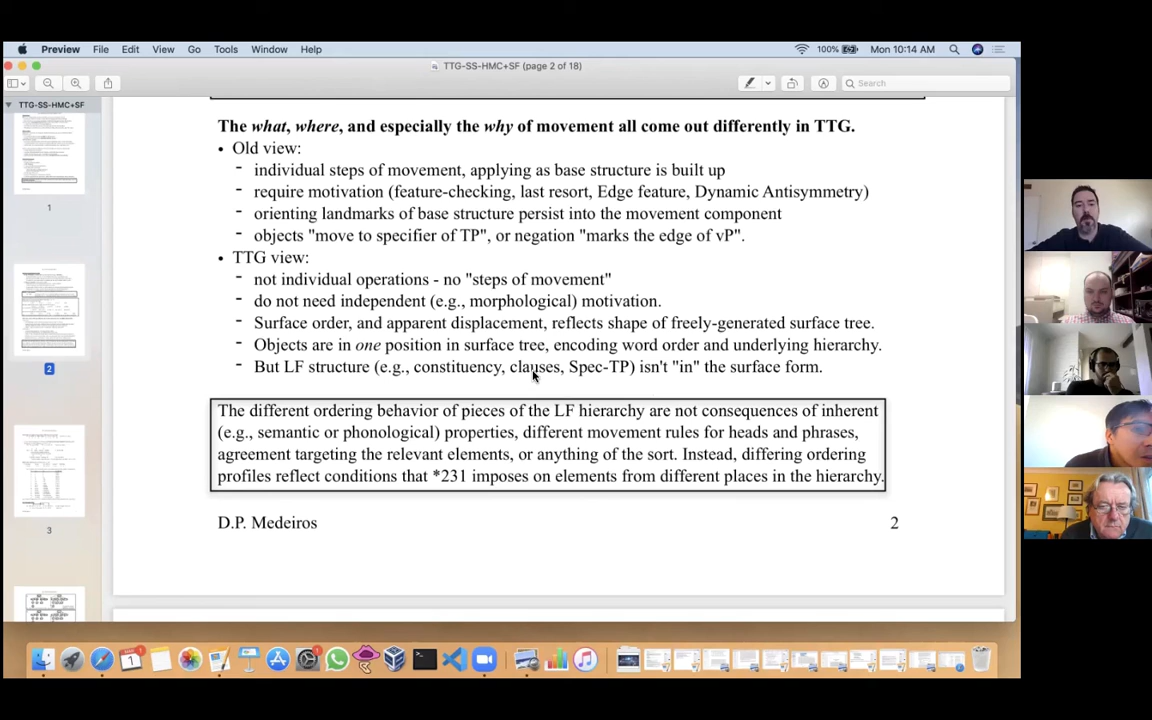 Preview File Edit View Go Tools Window Help
100% Mon 10:14 AM
TTG-SS-HMC+SF (page 2 of 18)
Search
TTG-SS-HMC+SF
1
2
3
The what, where, and especially the why of movement all come out differently in TTG.
• Old view:
- individual steps of movement, applying as base structure is built up
- require motivation (feature-checking, last resort, Edge feature, Dynamic Antisymmetry)
- orienting landmarks of base structure persist into the movement component
- objects "move to specifier of TP", or negation "marks the edge of vP".
• TTG view:
- not individual operations - no "steps of movement"
- do not need independent (e.g., morphological) motivation.
- Surface order, and apparent displacement, reflects shape of freely-generated surface tree.
- Objects are in one position in surface tree, encoding word order and underlying hierarchy.
- But LF structure (e.g., constituency, clauses, Spec-TP) isn't "in" the surface form.
The different ordering behavior of pieces of the LF hierarchy are not consequences of inherent
(e.g., semantic or phonological) properties, different movement rules for heads and phrases,
agreement targeting the relevant elements, or anything of the sort. Instead, differing ordering
profiles reflect conditions that *231 imposes on elements from different places in the hierarchy.
D.P. Medeiros 2
1